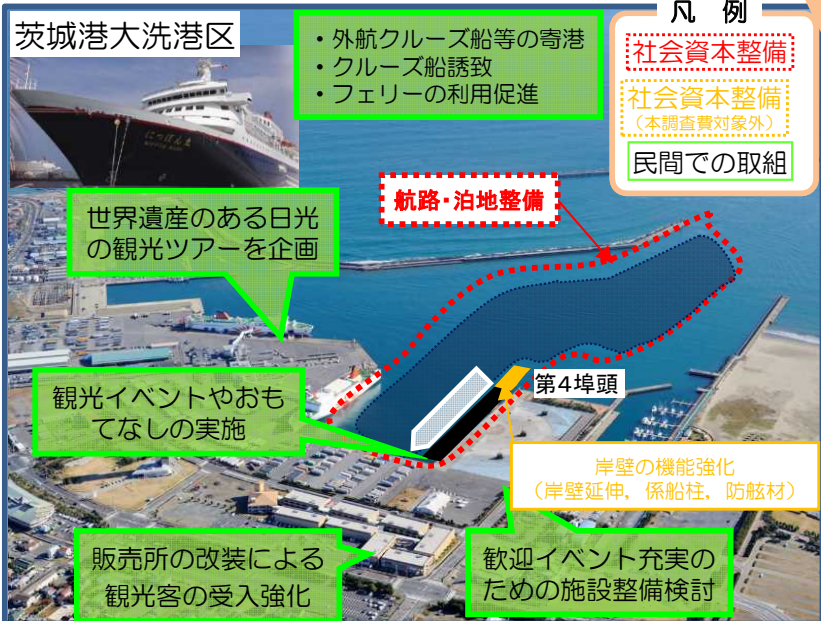 茨城港大洗港区
・外航クルーズ船等の寄港
・クルーズ船誘致
・フェリーの利用促進
凡 例
社会資本整備
社会資本整備
（本調査費対象外）
民間での取組
にっぽん丸
NIPPON MARU
世界遺産のある日光
の観光ツアーを企画
航路・泊地整備
観光イベントやおも
てなしの実施
第4埠頭
岸壁の機能強化
（岸壁延伸，係船柱，防舷材）
販売所の改装による
観光客の受入強化
歓迎イベント充実の
ための施設整備検討